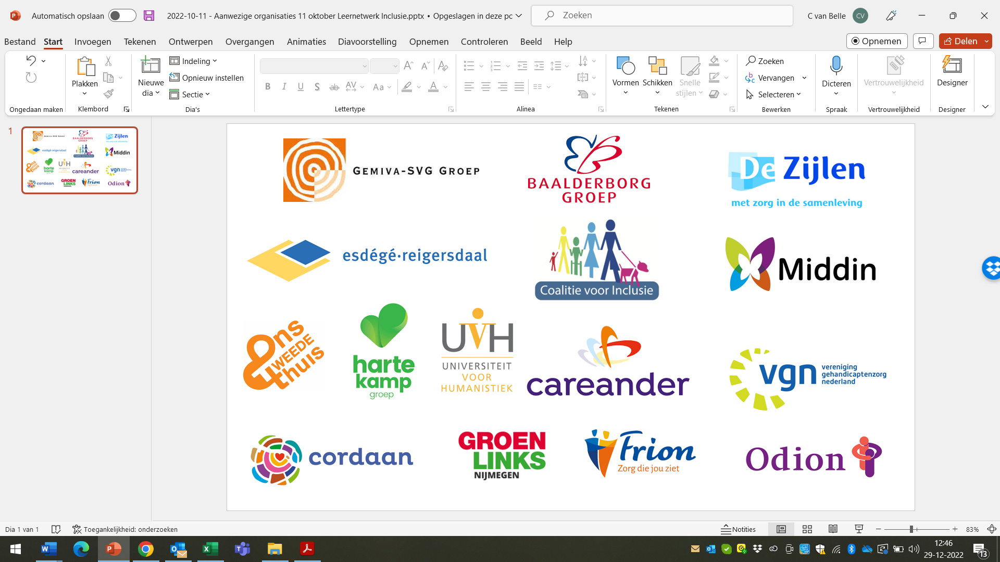 Automatisch opslaan
2022-10-11 - Aanwezige organisaties 11 oktober Leernetwerk Inclusie.pptx • Opgeslagen in deze pc
Zoeken
C van Belle
CV
Bestand Start Invoegen Tekenen Ontwerpen Overgangen Animaties Diavoorstelling Opnemen Controleren Beeld Help
Opnemen
Delen
Plakken
Nieuwe
dia
Indeling
Opnieuw instellen
Sectie
Vormen
Schikken
Snelle
stijlen
Zoeken
Vervangen
Selecteren
Dicteren
Vertrouwelijkheid
Designer
Ongedaan maken
Klembord
Dia's
Lettertype
Alinea
Tekenen
Bewerken
Spraak
Vertrouwelijkheid
Designer
1
GEMIVA-SVG GROEP
BAALDERBORG
GROEP
De Zijlen
met zorg in de samenleving
esdégé·reigersdaal
Coalitie voor Inclusie
Middin
ons
tweede
thuis
harte
kamp
groep
UVH
UNIVERSITEIT
VOOR
HUMANISTIEK
careander
vgn
vereniging
gehandicaptenzorg
nederland
cordaan
GROEN
LINKS
NIJMEGEN
Frion
Zorg die jou ziet
Odion
Dia 1 van 1
Toegankelijkheid: onderzoeken
Notities
83%
12:46
29-12-2022
13